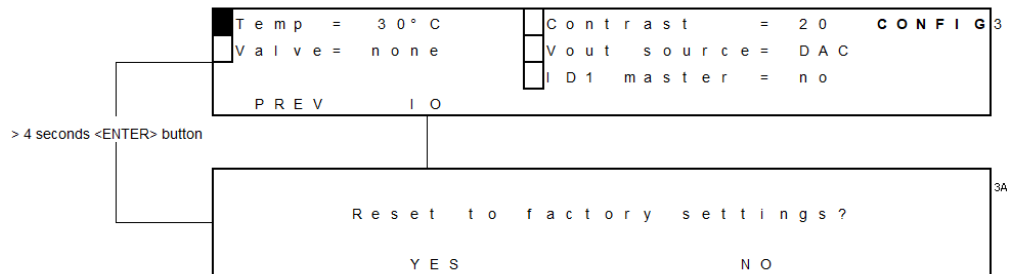 Temp = 30°C Contrast = 20 CONFIG 3
Valve= none Vout source= DAC
ID1 master = no
PREV IO
> 4 seconds <ENTER> button
3A
Reset to factory settings?
YES NO